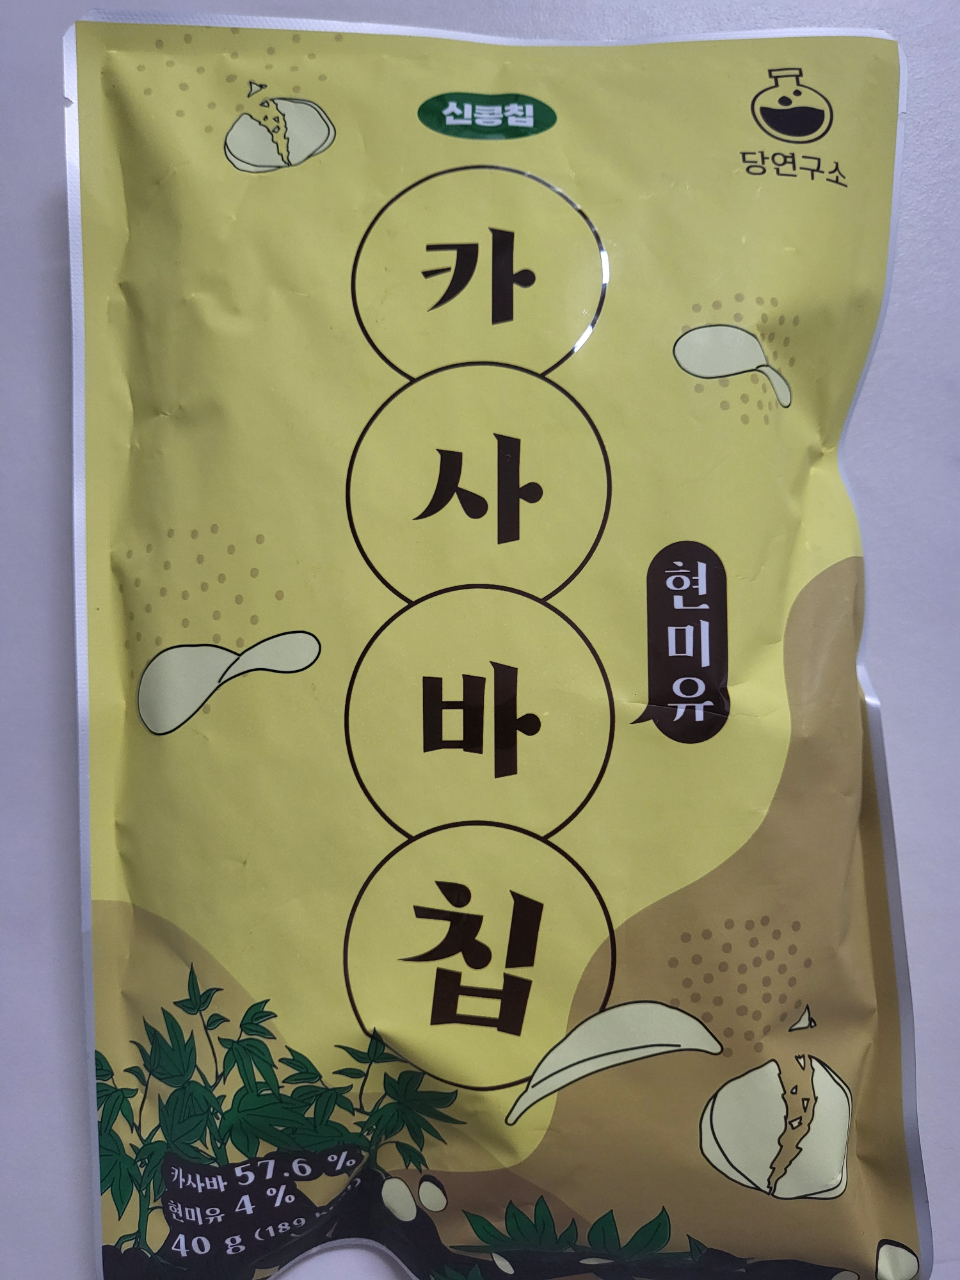 신콩칩
당연구소
카
사
바
칩
현미유
카사바 57.6 %
현미유 4 %
40 g (189